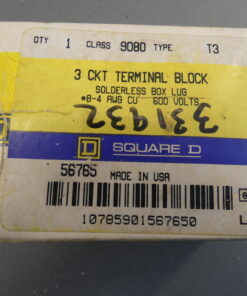 QTY 1 CLASS 9080 TYPE T3
3 CKT TERMINAL BLOCK
SOLDERLESS BOX LUG
*8-4 AWG CU 600 VOLTS
331932
D SQUARE D
56765 MADE IN USA
10785901567650
L